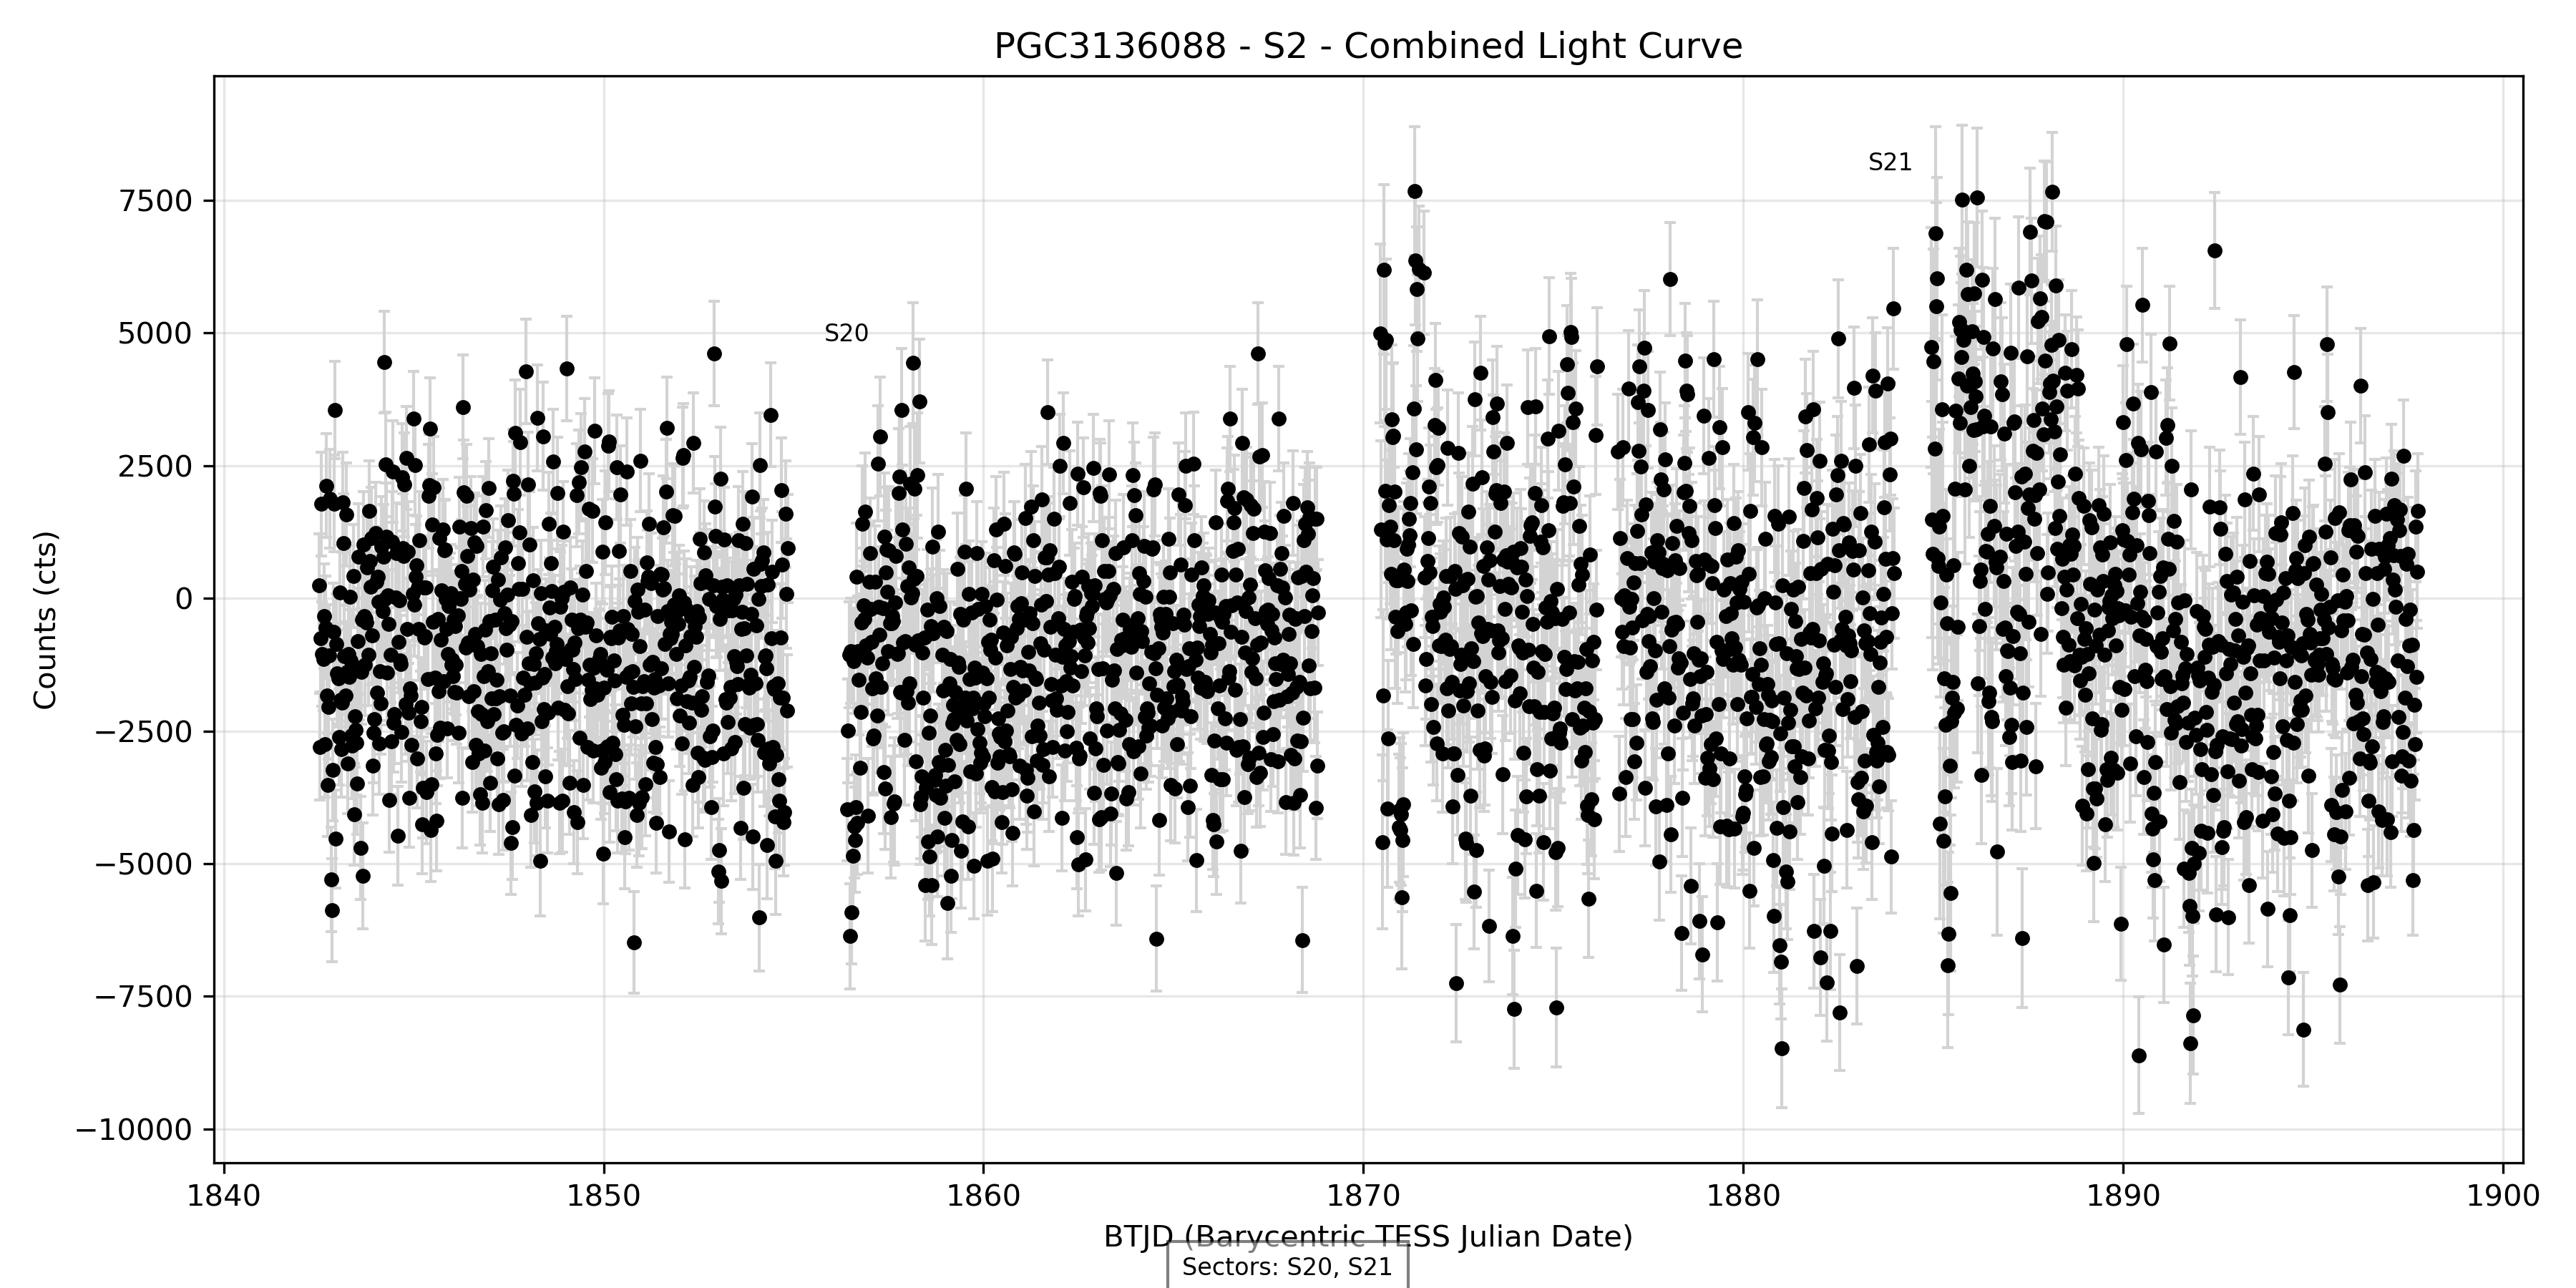 PGC3136088 - S2 - Combined Light Curve
S21
S20
Counts (cts)
7500
5000
2500
0
−2500
−5000
−7500
−10000
1840 1850 1860 1870 1880 1890 1900
BTJD (Barycentric TESS Julian Date)
Sectors: S20, S21